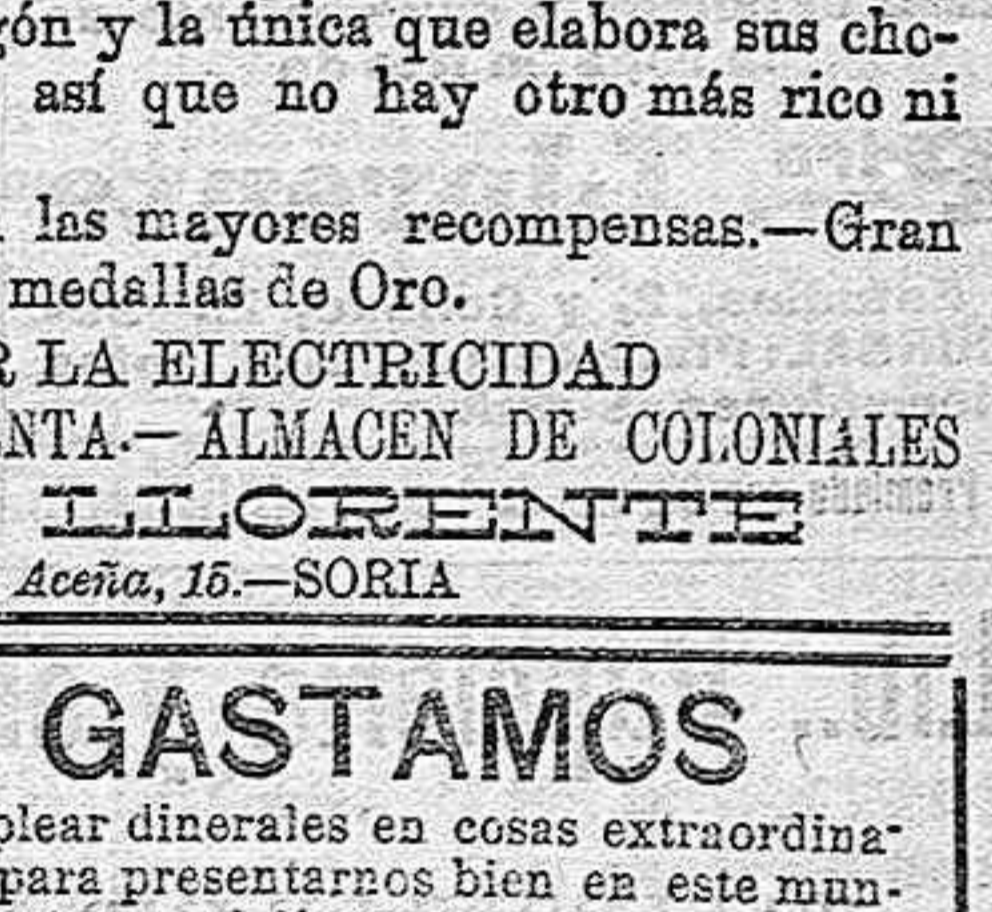 gón y la única que elabora sus cho-
así que no hay otro más rico ni
las mayores recompensas.—Gran
medallas de Oro.
R LA ELECTRICIDAD
ENTA.—ALMACEN DE COLONIALES
LLORENTE
Aceña, 15.—SORIA
GASTAMOS
plear dinerales en cosas extraordina-
para presentarnos bien en este mun-